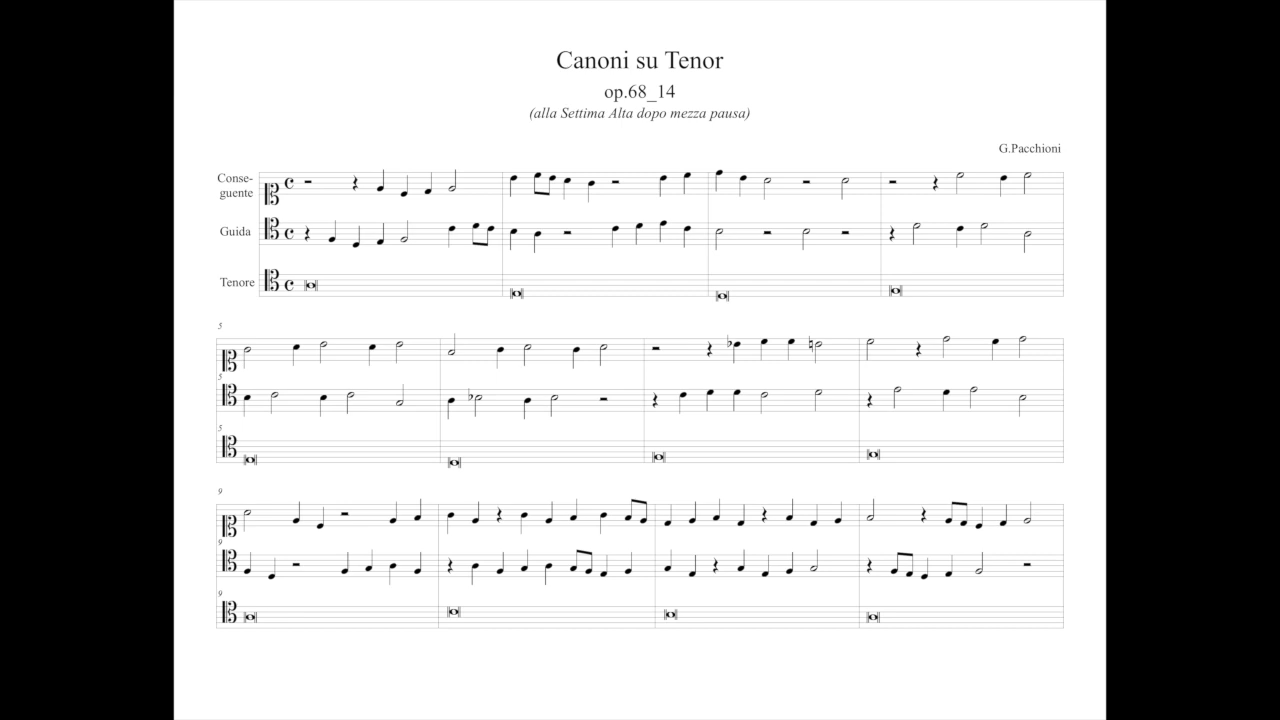 Canoni su Tenor
op.68_14
(alla Settima Alta dopo mezza pausa)
G.Pacchioni
Conse-
guente
Guida
Tenore
5
5
5
9
9
9